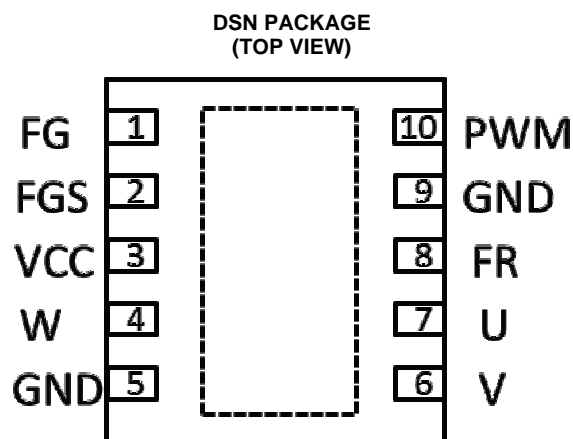 DSN PACKAGE
(TOP VIEW)
FG 1 10 PWM
FGS 2 9 GND
VCC 3 8 FR
W 4 7 U
GND 5 6 V